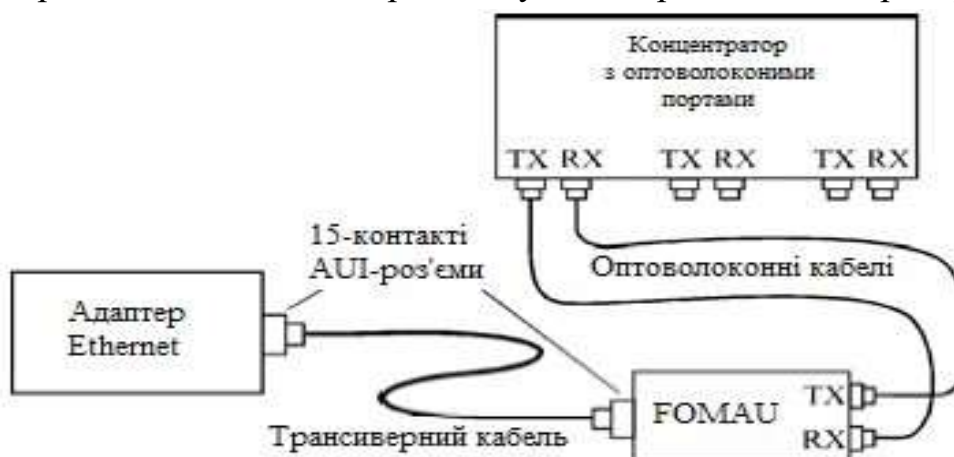 Концентратор
з оптоволоконими
портами
TX RX TX RX TX RX
15-контакті
AUI-роз'єми
Оптоволоконні кабелі
Адаптер
Ethernet
FOMAU
TX
RX
Трансиверний кабель